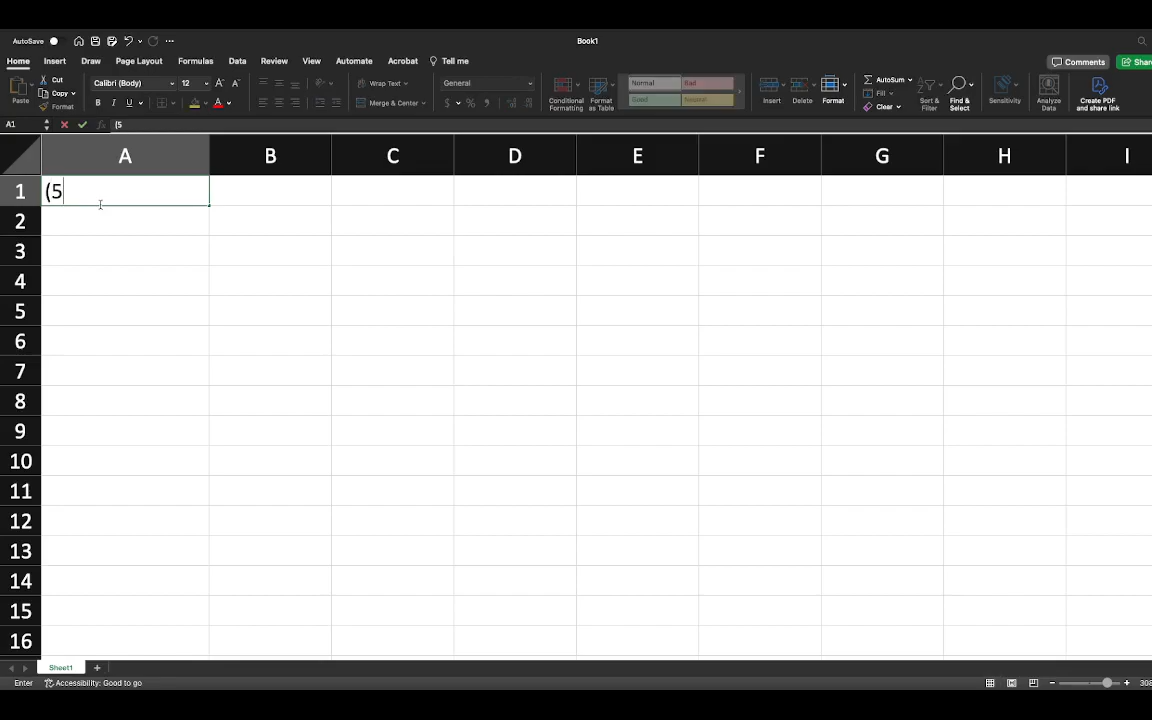 AutoSave Book1
Home Insert Draw Page Layout Formulas Data Review View Automate Acrobat Tell me Comments Shar
Paste Cut Copy Format
Calibri (Body) 12
B I U A
Wrap Text
Merge & Center
General
$ %
Conditional Formatting
Format as Table
Normal Bad
Good Neutral
Insert Delete Format
AutoSum
Fill
Clear
Sort & Filter
Find & Select
Sensitivity
Analyze Data
Create PDF and share link
A1 fx (5
A B C D E F G H I
1 (5
2
3
4
5
6
7
8
9
10
11
12
13
14
15
16
Sheet1 +
Enter Accessibility: Good to go 308